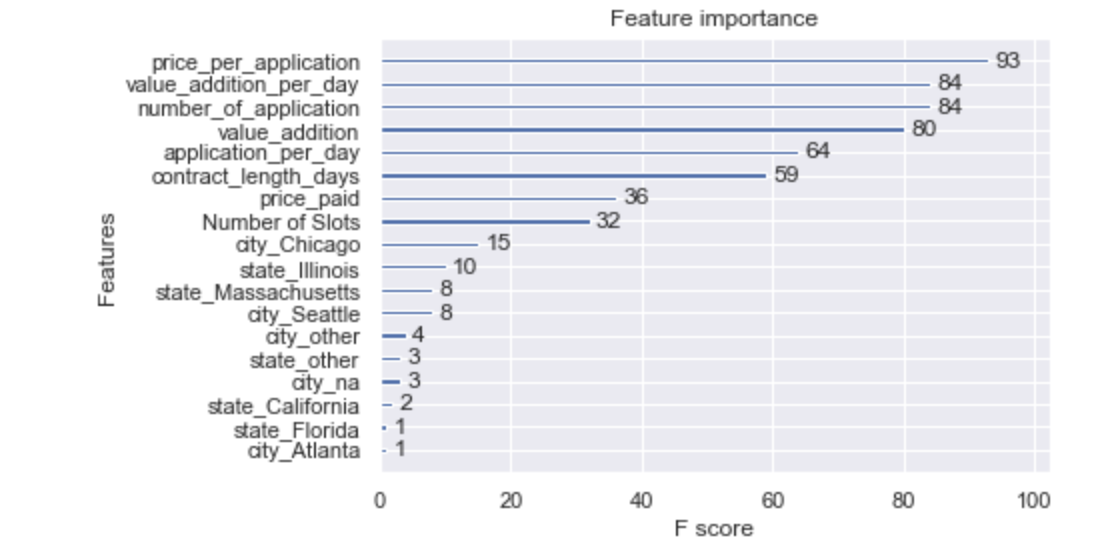 Feature importance
price_per_application 93
value_addition_per_day 84
number_of_application 84
value_addition 80
application_per_day 64
contract_length_days 59
price_paid 36
Number of Slots 32
city_Chicago 15
state_Illinois 10
state_Massachusetts 8
city_Seattle 8
city_other 4
state_other 3
city_na 3
state_California 2
state_Florida 1
city_Atlanta 1
Features
0 20 40 60 80 100
F score